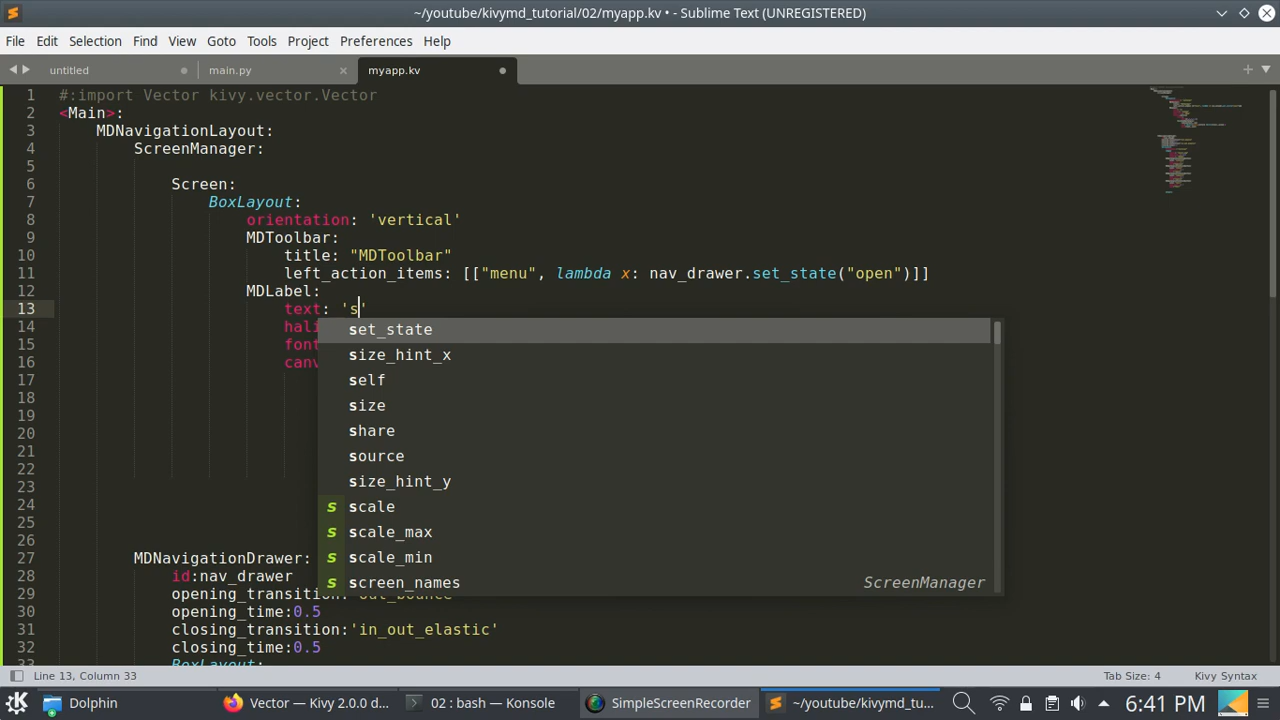 ~/youtube/kivymd_tutorial/02/myapp.kv • - Sublime Text (UNREGISTERED)
File Edit Selection Find View Goto Tools Project Preferences Help
untitled main.py myapp.kv
1 #:import Vector kivy.vector.Vector
2 <Main>:
3 MDNavigationLayout:
4 ScreenManager:
5
6 Screen:
7 BoxLayout:
8 orientation: 'vertical'
9 MDToolbar:
10 title: "MDToolbar"
11 left_action_items: [["menu", lambda x: nav_drawer.set_state("open")]]
12 MDLabel:
13 text: 's'
14 hali
set_state
15 font
size_hint_x
16 canv
self
17
size
18
share
19
source
20
size_hint_y
21
s scale
22
s scale_max
23
s scale_min
24
s screen_names ScreenManager
25
26
27 MDNavigationDrawer:
28 id:nav_drawer
29 opening_transition:'out_bounce'
30 opening_time:0.5
31 closing_transition:'in_out_elastic'
32 closing_time:0.5
33 BoxLayout:
Line 13, Column 33 Tab Size: 4 Kivy Syntax
Dolphin Vector — Kivy 2.0.0 d... 02 : bash — Konsole SimpleScreenRecorder ~/youtube/kivymd_tu... 6:41 PM